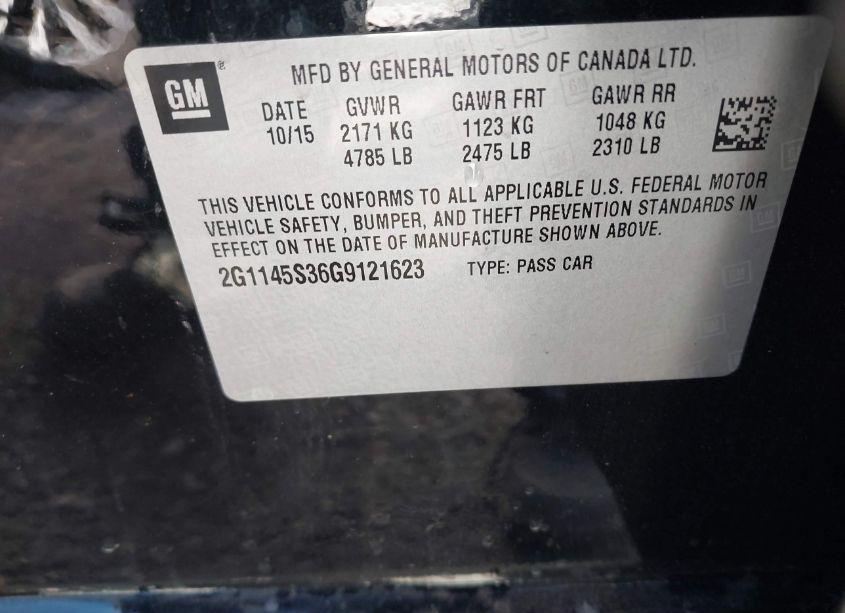 GM
MFD BY GENERAL MOTORS OF CANADA LTD.
DATE GVWR GAWR FRT GAWR RR
10/15 2171 KG 1123 KG 1048 KG
4785 LB 2475 LB 2310 LB
THIS VEHICLE CONFORMS TO ALL APPLICABLE U.S. FEDERAL MOTOR
VEHICLE SAFETY, BUMPER, AND THEFT PREVENTION STANDARDS IN
EFFECT ON THE DATE OF MANUFACTURE SHOWN ABOVE.
2G1145S36G9121623 TYPE: PASS CAR